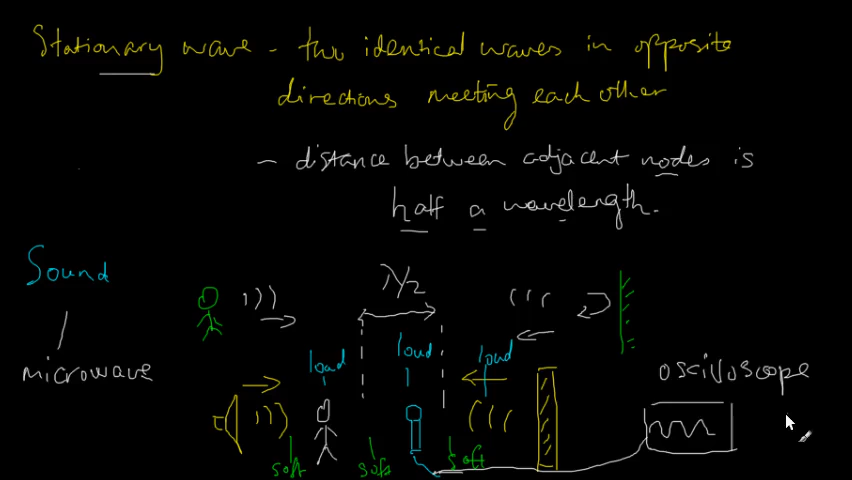 Stationary wave - two identical waves in opposite
directions meeting each other
- distance between adjacent nodes is
half a wavelength.
Sound
λ/2
microwave
loud loud loud
oscilloscope
soft soft soft